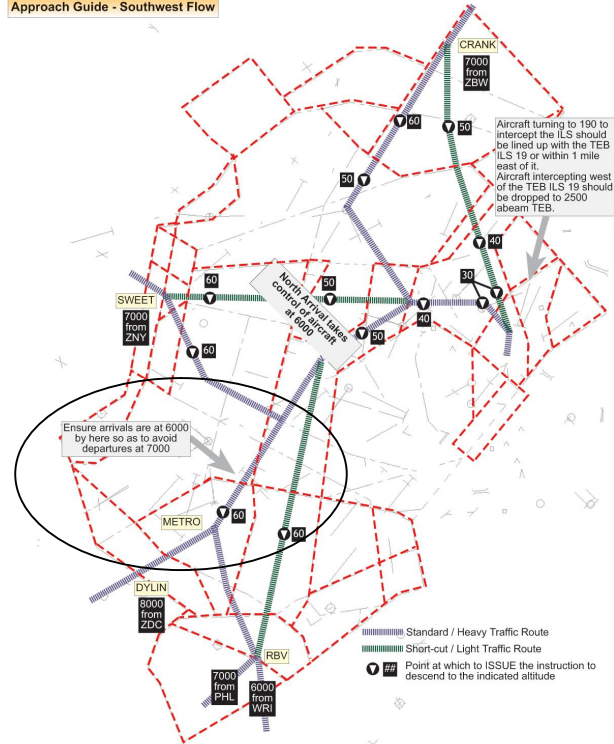 Approach Guide - Southwest Flow
CRANK
7000
from
ZBW
60
50
50
Aircraft turning to 190 to
intercept the ILS should
be lined up with the TEB
ILS 19 or within 1 mile
east of it.
Aircraft intercepting west
of the TEB ILS 19 should
be dropped to 2500
abeam TEB.
40
30
North Arrival takes
control of aircraft
at 6000
60
50
SWEET
7000
from
ZNY
40
50
60
Ensure arrivals are at 6000
by here so as to avoid
departures at 7000
60
METRO
60
DYLIN
8000
from
ZDC
RBV
7000
from
PHL
6000
from
WRI
Standard / Heavy Traffic Route
Short-cut / Light Traffic Route
## Point at which to ISSUE the instruction to
descend to the indicated altitude